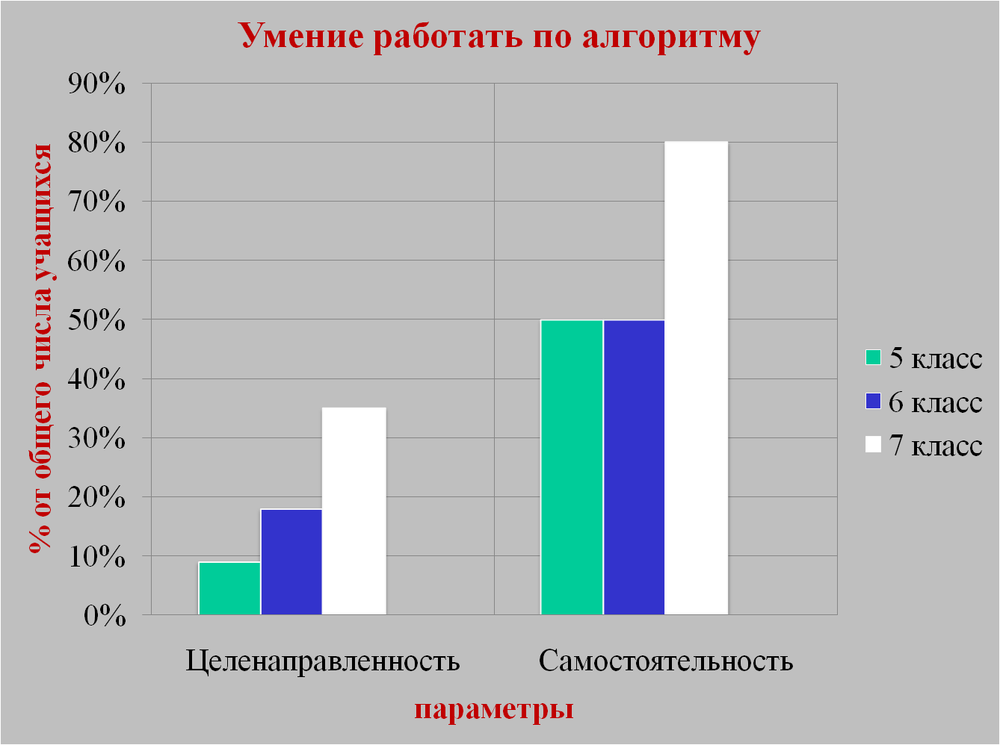 Умение работать по алгоритму
90%
80%
70%
60%
50%
40%
30%
20%
10%
0%
% от общего числа учащихся
Целенаправленность
Самостоятельность
параметры
5 класс
6 класс
7 класс